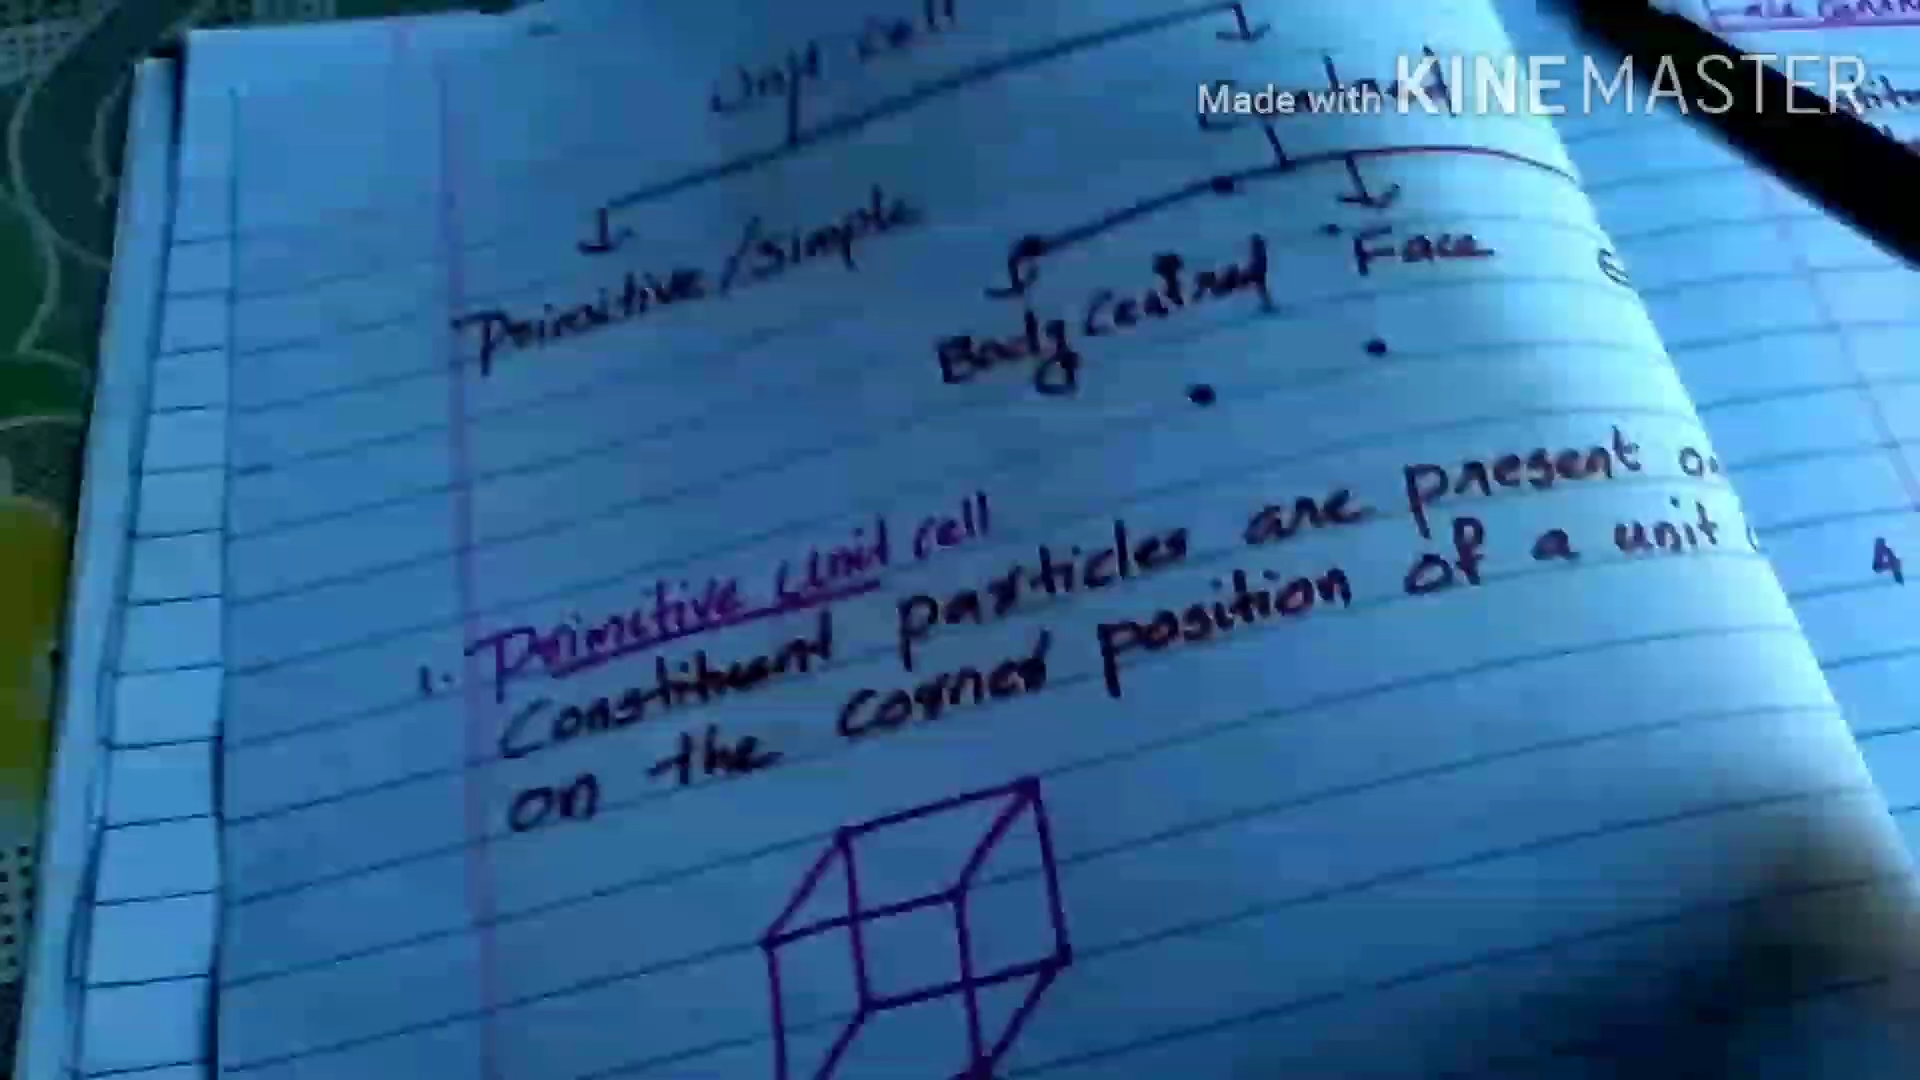 Unit cell
Made with KINEMASTER
Primitive/Simple
Body centred Face
1. Primitive Unit cell
Constituent particles are present
on the corner position of a unit
A